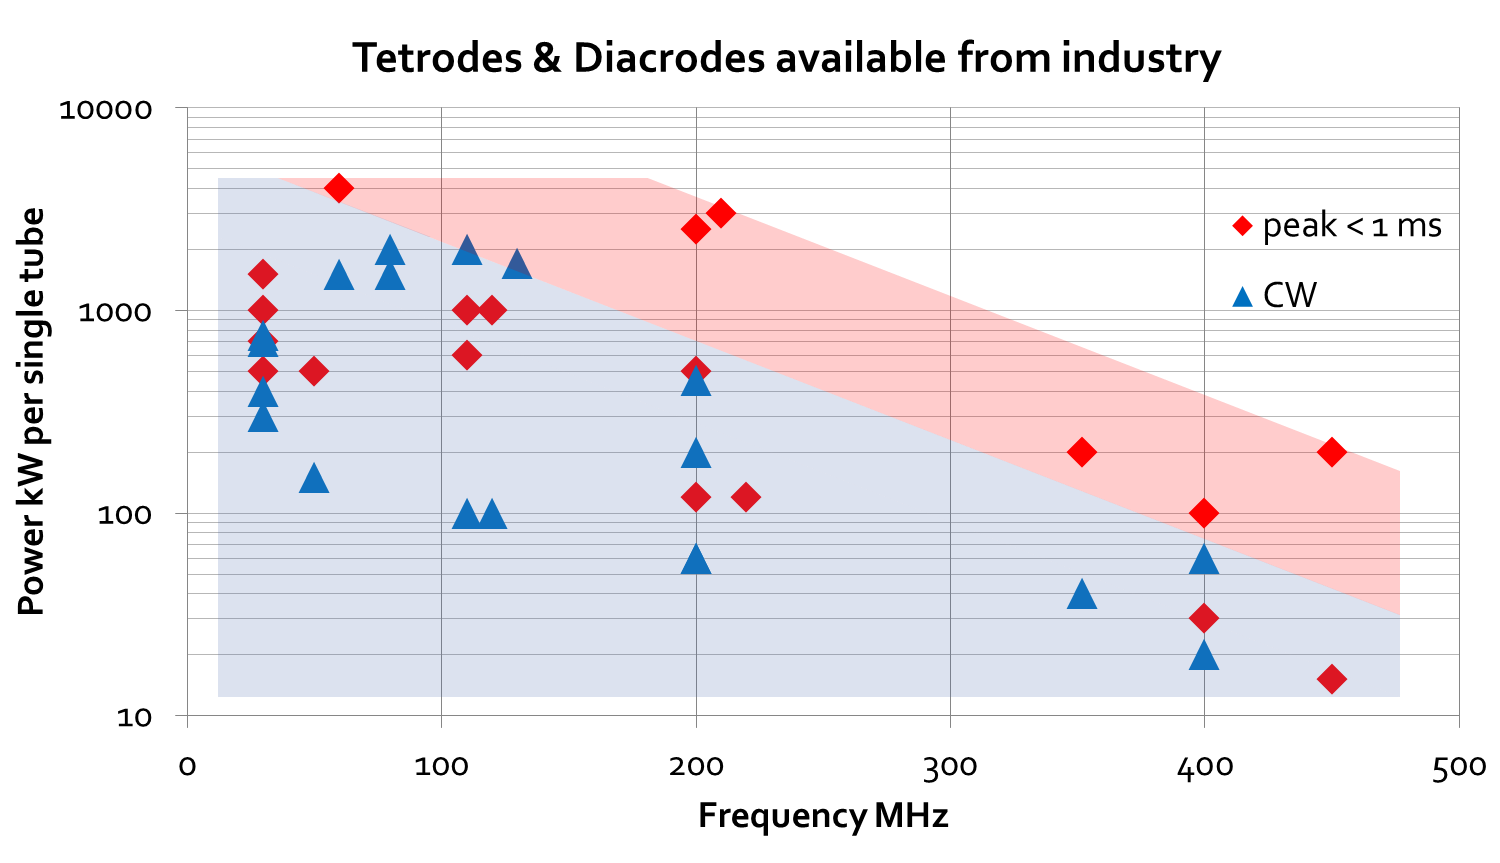 Tetrodes & Diacrodes available from industry
10000
1000
100
10
Power kW per single tube
peak < 1 ms
CW
0 100 200 300 400 500
Frequency MHz